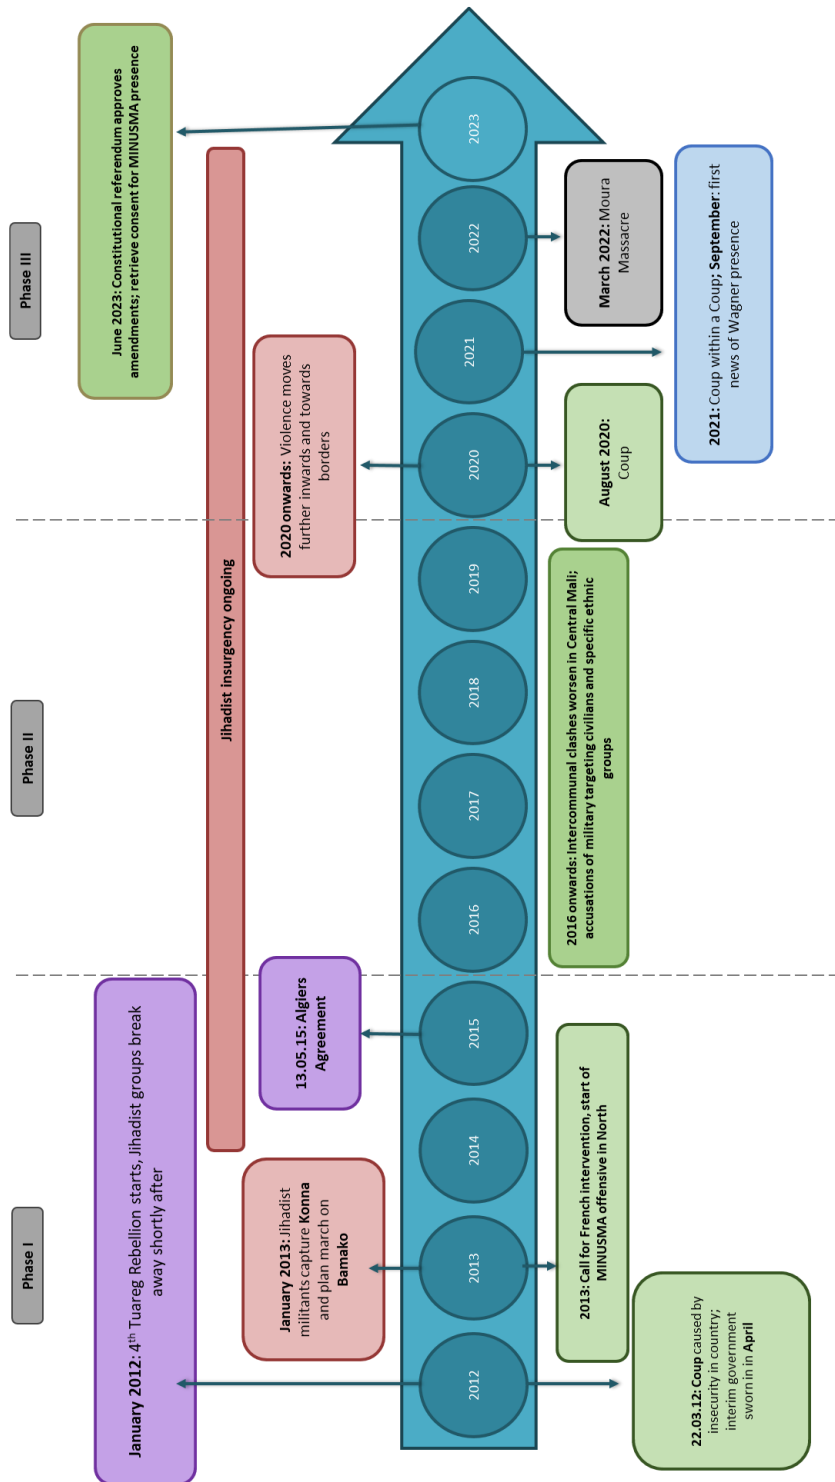 Phase I
Phase II
Phase III
January 2012: 4th Tuareg Rebellion starts, Jihadist groups break
away shortly after
June 2023: Constitutional referendum approves
amendments; retrieve consent for MINUSMA presence
Jihadist insurgency ongoing
January 2013: Jihadist
militants capture Konna
and plan march on
Bamako
13.05.15: Algiers
Agreement
2020 onwards: Violence moves
further inwards and towards
borders
2012
2013
2014
2015
2016
2017
2018
2019
2020
2021
2022
2023
2013: Call for French intervention, start of
MINUSMA offensive in North
2016 onwards: Intercommunal clashes worsen in Central Mali;
accusations of military targeting civilians and specific ethnic
groups
August 2020:
Coup
March 2022: Moura
Massacre
22.03.12: Coup caused by
insecurity in country;
interim government
sworn in in April
2021: Coup within a Coup; September: first
news of Wagner presence